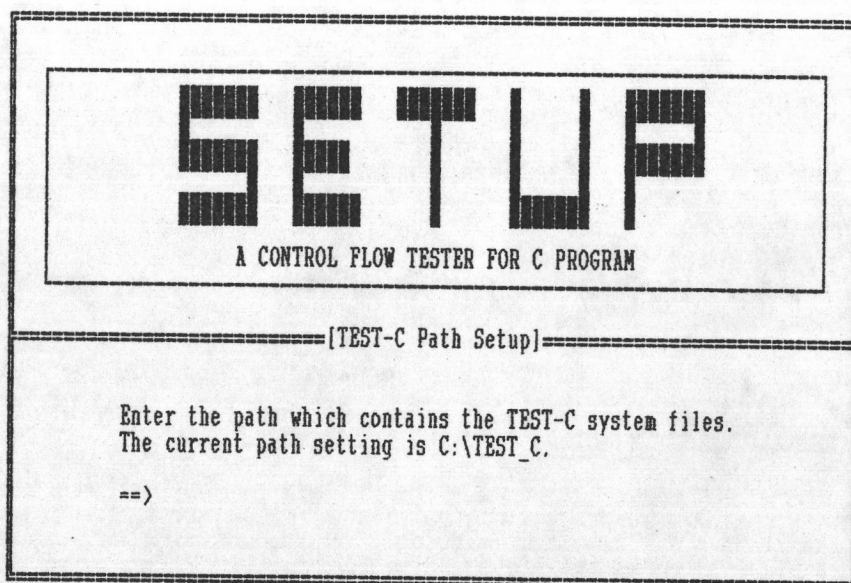 SETUP
A CONTROL FLOW TESTER FOR C PROGRAM
[TEST-C Path Setup]
Enter the path which contains the TEST-C system files.
The current path setting is C:\TEST_C.
==>